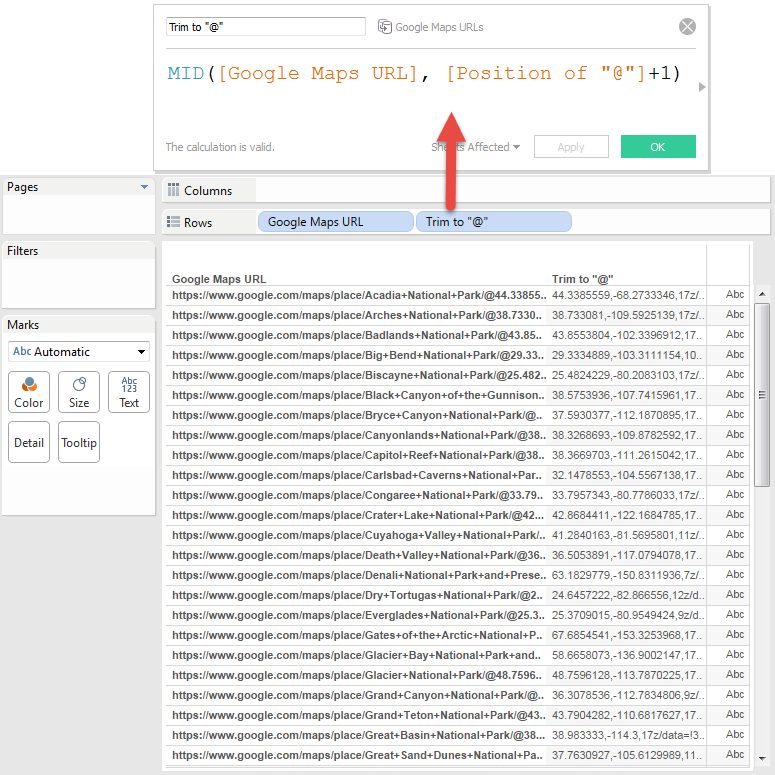 Trim to "@" Google Maps URLs
MID([Google Maps URL], [Position of "@"]+1)
The calculation is valid. Sheets Affected Apply OK
Pages
Columns
Rows Google Maps URL Trim to "@"
Filters
Marks
Abc Automatic
Color Size Abc 123 Text
Detail Tooltip
Google Maps URL Trim to "@"
https://www.google.com/maps/place/Acadia+National+Park/@44.33855.. 44.3385559,-68.2733346,17z/.. Abc
https://www.google.com/maps/place/Arches+National+Park/@38.7330.. 38.733081,-109.5925139,17z/.. Abc
https://www.google.com/maps/place/Badlands+National+Park/@43.85.. 43.8553804,-102.3396912,17.. Abc
https://www.google.com/maps/place/Big+Bend+National+Park/@29.33.. 29.3334889,-103.3111154,10.. Abc
https://www.google.com/maps/place/Biscayne+National+Park/@25.482.. 25.4824229,-80.2083103,17z/.. Abc
https://www.google.com/maps/place/Black+Canyon+of+the+Gunnison.. 38.5753936,-107.7415961,17.. Abc
https://www.google.com/maps/place/Bryce+Canyon+National+Park/@.. 37.5930377,-112.1870895,17.. Abc
https://www.google.com/maps/place/Canyonlands+National+Park/@38.. 38.3268693,-109.8782592,17.. Abc
https://www.google.com/maps/place/Capitol+Reef+National+Park/@38.. 38.3669703,-111.2615042,17.. Abc
https://www.google.com/maps/place/Carlsbad+Caverns+National+Par.. 32.1478553,-104.5567138,17.. Abc
https://www.google.com/maps/place/Congaree+National+Park/@33.79.. 33.7957343,-80.7786033,17z/.. Abc
https://www.google.com/maps/place/Crater+Lake+National+Park/@42... 42.8684411,-122.1684785,17.. Abc
https://www.google.com/maps/place/Cuyahoga+Valley+National+Park/.. 41.2840163,-81.5695801,11z/.. Abc
https://www.google.com/maps/place/Death+Valley+National+Park/@36.. 36.5053891,-117.0794078,17.. Abc
https://www.google.com/maps/place/Denali+National+Park+and+Prese.. 63.1829779,-150.8311936,7z/.. Abc
https://www.google.com/maps/place/Dry+Tortugas+National+Park/@2.. 24.6457222,-82.866556,12z/d.. Abc
https://www.google.com/maps/place/Everglades+National+Park/@25.3.. 25.3709015,-80.9549424,9z/d.. Abc
https://www.google.com/maps/place/Gates+of+the+Arctic+National+P.. 67.6854541,-153.3253968,17.. Abc
https://www.google.com/maps/place/Glacier+Bay+National+Park+and.. 58.6658073,-136.9002147,17.. Abc
https://www.google.com/maps/place/Glacier+National+Park/@48.7596.. 48.7596128,-113.7870225,17.. Abc
https://www.google.com/maps/place/Grand+Canyon+National+Park/@.. 36.3078536,-112.7834806,9z/.. Abc
https://www.google.com/maps/place/Grand+Teton+National+Park/@43.. 43.7904282,-110.6817627,17.. Abc
https://www.google.com/maps/place/Great+Basin+National+Park/@38.. 38.983333,-114.3,17z/data=!3.. Abc
https://www.google.com/maps/place/Great+Sand+Dunes+National+Pa.. 37.7630927,-105.6129989,11.. Abc